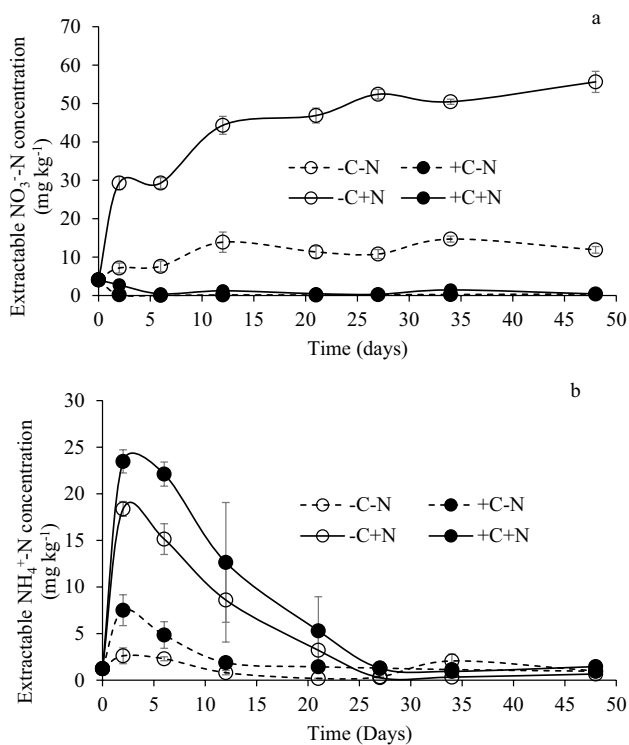 a
Extractable NO₃⁻-N concentration
(mg kg⁻¹)
70
60
50
40
30
20
10
0
-C-N
+C-N
-C+N
+C+N
0 5 10 15 20 25 30 35 40 45 50
Time (days)
b
Extractable NH₄⁺-N concentration
(mg kg⁻¹)
30
25
20
15
10
5
0
-C-N
+C-N
-C+N
+C+N
0 5 10 15 20 25 30 35 40 45 50
Time (Days)